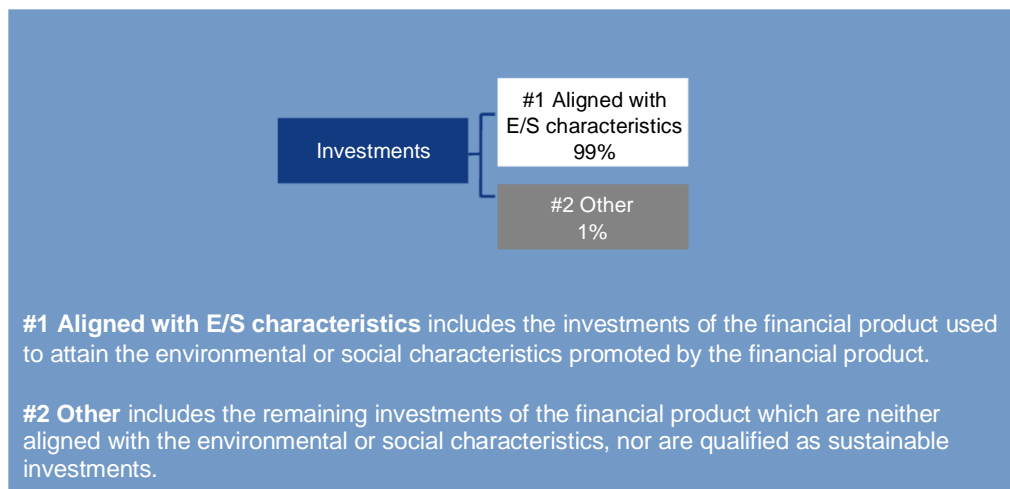 Investments
#1 Aligned with
E/S characteristics
99%
#2 Other
1%
#1 Aligned with E/S characteristics includes the investments of the financial product used
to attain the environmental or social characteristics promoted by the financial product.
#2 Other includes the remaining investments of the financial product which are neither
aligned with the environmental or social characteristics, nor are qualified as sustainable
investments.